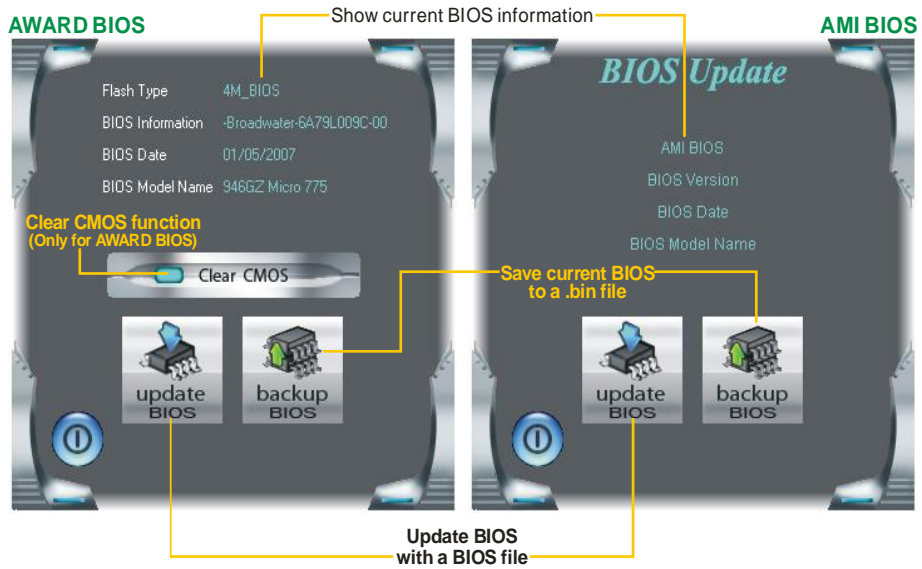 Show current BIOS information
AWARD BIOS
AMI BIOS
Flash Type 4M_BIOS
BIOS Information -Broadwater-6A79L009C-00
BIOS Date 01/05/2007
BIOS Model Name 946GZ Micro 775
Clear CMOS function
(Only for AWARD BIOS)
Clear CMOS
update
BIOS
backup
BIOS
BIOS Update
AMI BIOS
BIOS Version
BIOS Date
BIOS Model Name
Save current BIOS
to a .bin file
update
BIOS
backup
BIOS
Update BIOS
with a BIOS file